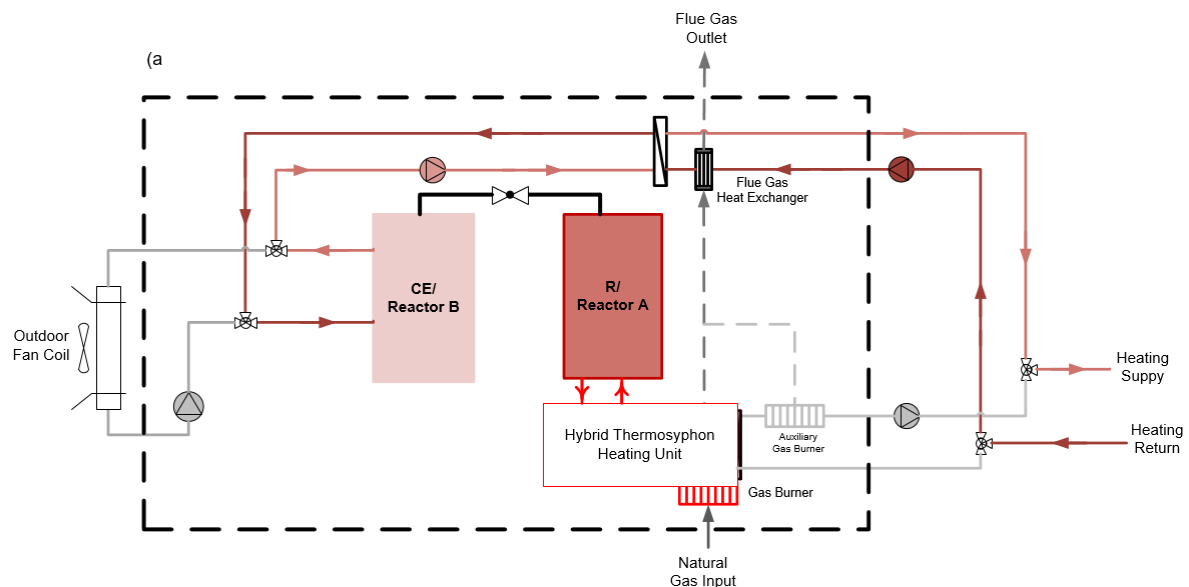 Flue Gas
Outlet
(a
Flue Gas
Heat Exchanger
CE/
Reactor B
R/
Reactor A
Outdoor
Fan Coil
Heating
Suppy
Hybrid Thermosyphon
Heating Unit
Auxiliary
Gas Burner
Heating
Return
Gas Burner
Natural
Gas Input